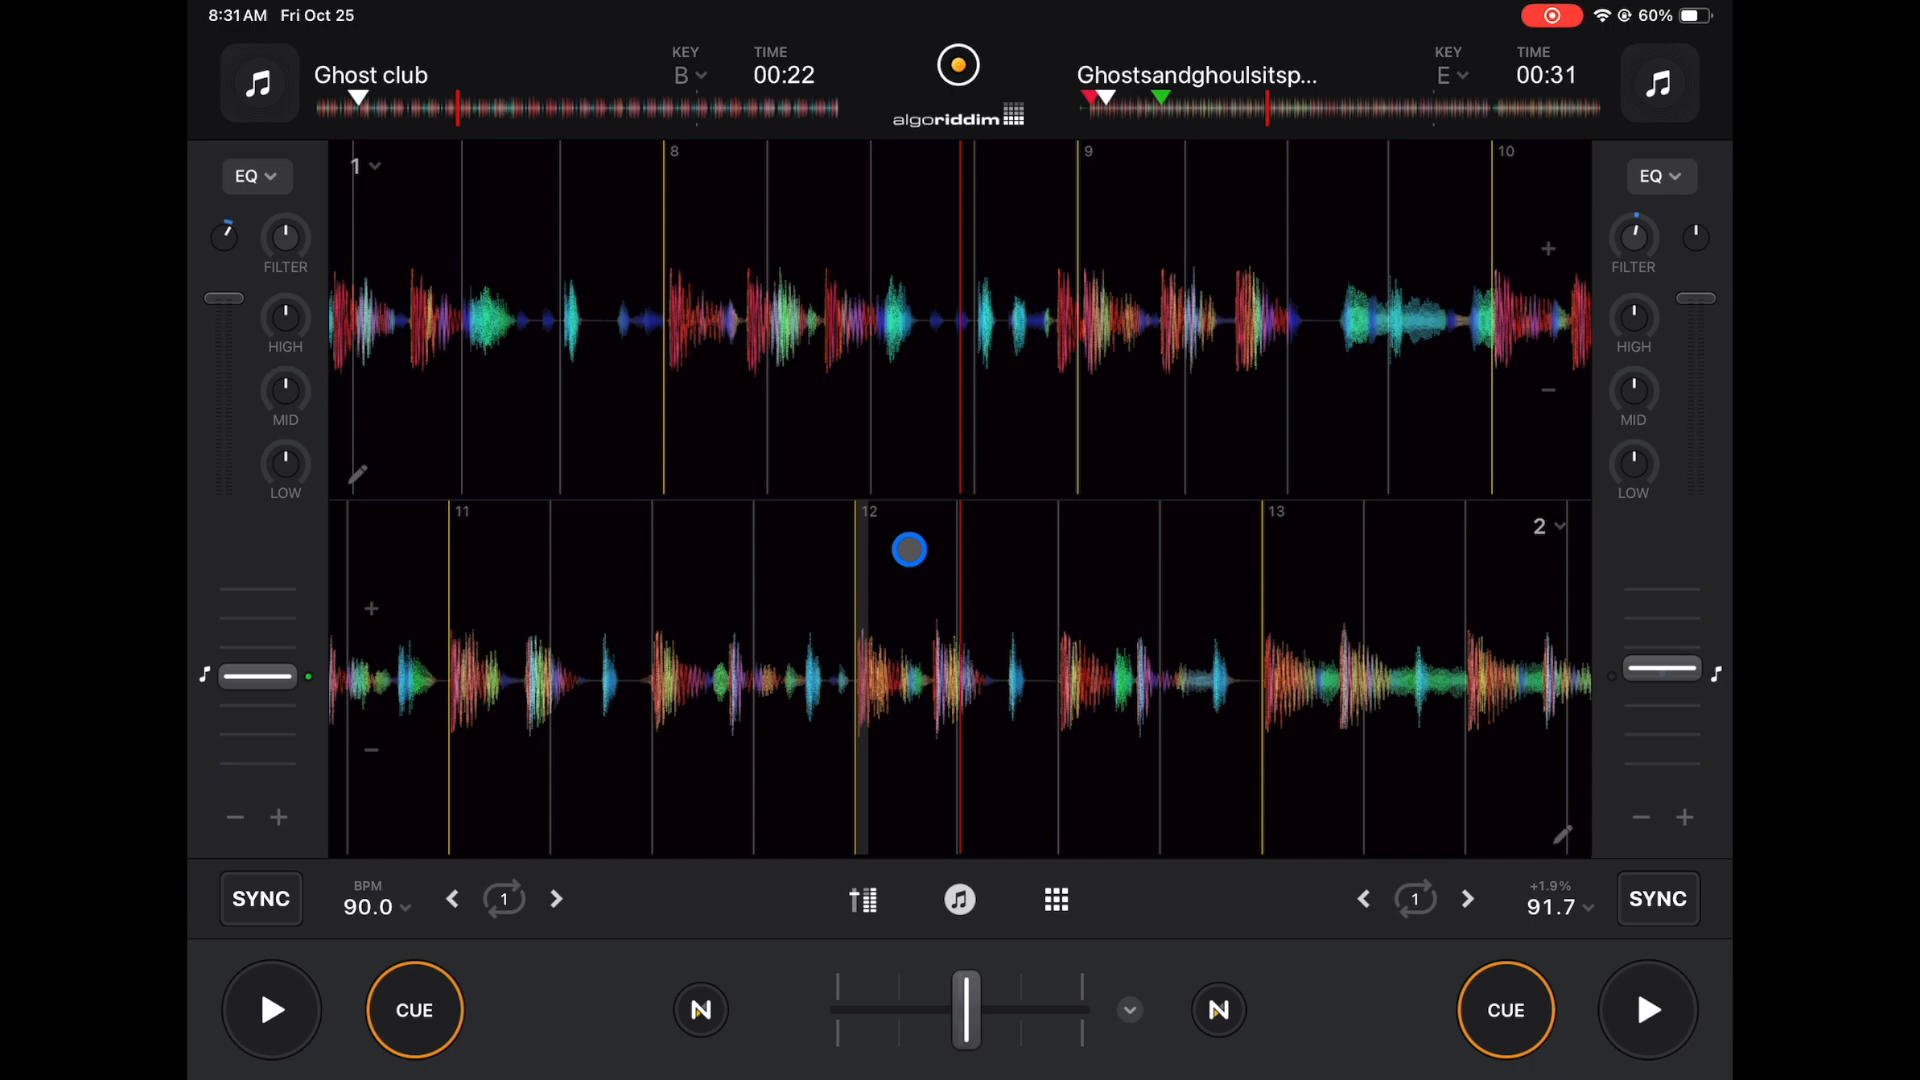 8:31 AM Fri Oct 25
60%
Ghost club
KEY
B
TIME
00:22
algoriddim
Ghostsandghoulsitsp...
KEY
E
TIME
00:31
EQ
1
8
9
10
EQ
FILTER
HIGH
MID
LOW
FILTER
HIGH
MID
LOW
+
−
11
12
13
2
+
−
− +
− +
SYNC
BPM
90.0
1
1
+1.9%
91.7
SYNC
CUE
N
N
CUE